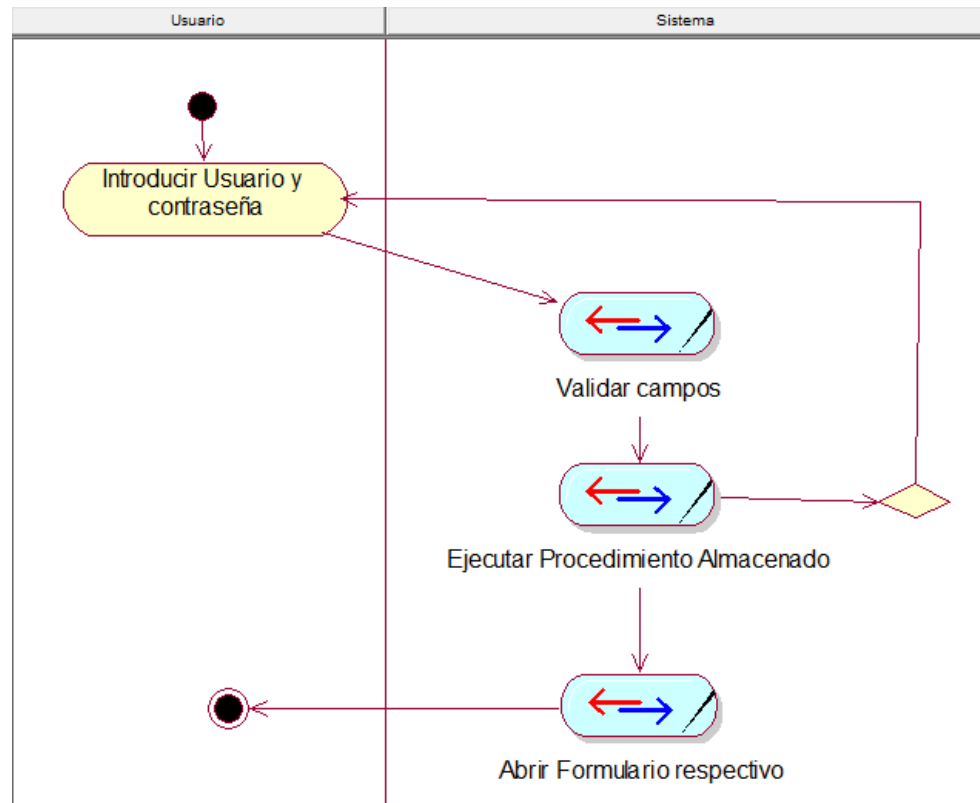 Usuario
Sistema
Introducir Usuario y
contraseña
Validar campos
Ejecutar Procedimiento Almacenado
Abrir Formulario respectivo